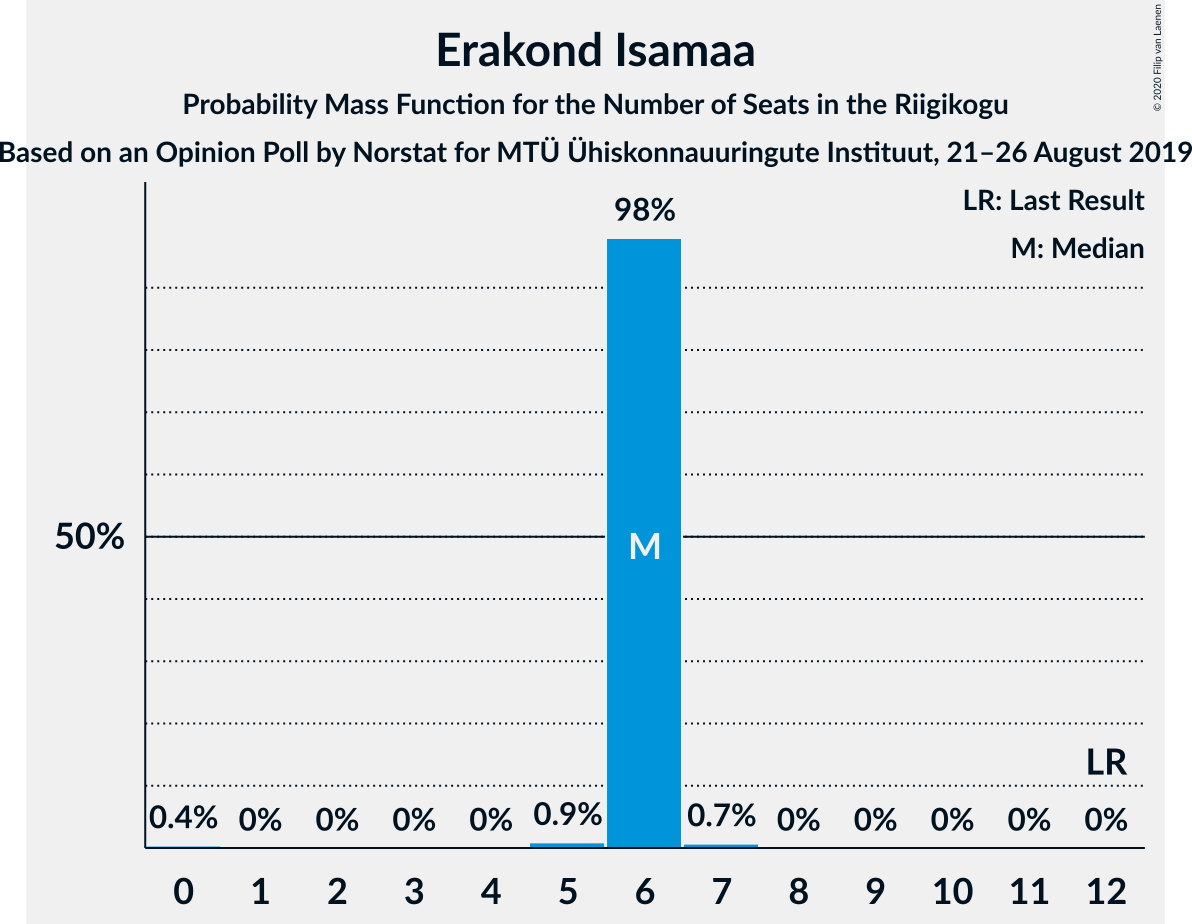 Erakond Isamaa
Probability Mass Function for the Number of Seats in the Riigikogu
Based on an Opinion Poll by Norstat for MTÜ Ühiskonnauuringute Instituut, 21–26 August 2019
© 2020 Filip van Laenen
LR: Last Result
M: Median
98%
50%
M
LR
0.4% 0% 0% 0% 0% 0.9% 0.7% 0% 0% 0% 0% 0%
0 1 2 3 4 5 6 7 8 9 10 11 12